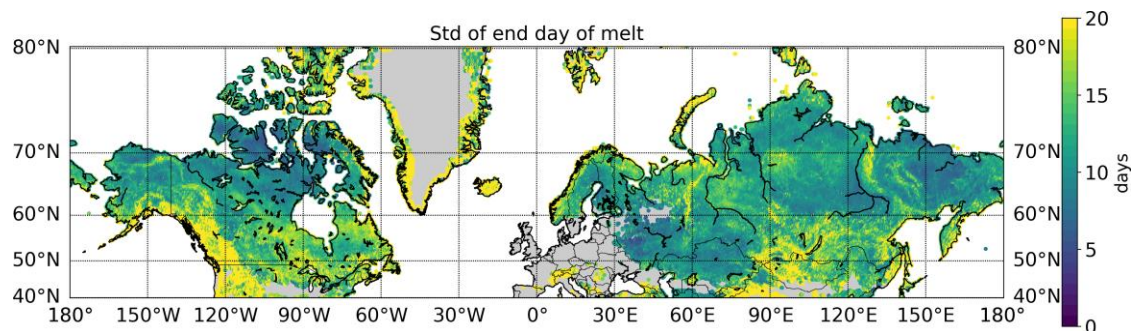 Std of end day of melt
80°N 80°N 20
70°N 70°N 15
60°N 60°N 10
50°N 50°N 5
40°N 40°N 0
days
180° 150°W 120°W 90°W 60°W 30°W 0° 30°E 60°E 90°E 120°E 150°E 180°